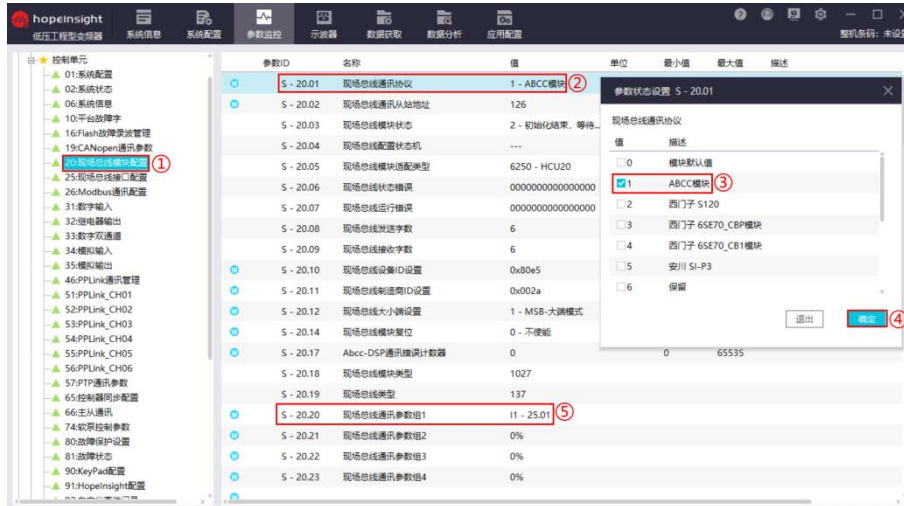 hopeInsight
低压工程型变频器
系统信息
系统配置
参数监控
示波器
数据获取
数据分析
应用配置
整机条码: 未设
控制单元
01:系统配置
02:系统状态
06:系统信息
10:平台故障字
16:Flash故障录波管理
19:CANopen通讯参数
20:现场总线模块配置 ①
25:现场总线接口配置
26:Modbus通讯配置
31:数字输入
32:继电器输出
33:数字双通道
34:模拟输入
35:模拟输出
46:PPLink通讯管理
51:PPLink_CH01
52:PPLink_CH02
53:PPLink_CH03
54:PPLink_CH04
55:PPLink_CH05
56:PPLink_CH06
57:PTP通讯参数
65:控制器同步配置
66:主从通讯
74:软泵控制参数
80:故障保护设置
81:故障状态
90:KeyPad配置
91:HopeInsight配置
参数ID 名称 值 单位 最小值 最大值 描述
S - 20.01 现场总线通讯协议 1 - ABCC模块 ②
S - 20.02 现场总线通讯从站地址 126
S - 20.03 现场总线模块状态 2 - 初始化结束，等待...
S - 20.04 现场总线配置状态机 ---
S - 20.05 现场总线模块适配类型 6250 - HCU20
S - 20.06 现场总线状态错误 0000000000000000
S - 20.07 现场总线运行错误 0000000000000000
S - 20.08 现场总线发送字数 6
S - 20.09 现场总线接收字数 6
S - 20.10 现场总线设备ID设置 0x80e5
S - 20.11 现场总线制造商ID设置 0x002a
S - 20.12 现场总线大小端设置 1 - MSB-大端模式
S - 20.14 现场总线模块复位 0 - 不使能
S - 20.17 Abcc-DSP通讯错误计数器 0 0 65535
S - 20.18 现场总线模块类型 1027
S - 20.19 现场总线类型 137
S - 20.20 现场总线通讯参数组1 I1 - 25.01 ⑤
S - 20.21 现场总线通讯参数组2 0%
S - 20.22 现场总线通讯参数组3 0%
S - 20.23 现场总线通讯参数组4 0%
参数状态设置 S - 20.01
现场总线通讯协议
值 描述
0 模块默认值
1 ABCC模块 ③
2 西门子 S120
3 西门子 6SE70_CBP模块
4 西门子 6SE70_CB1模块
5 安川 SI-P3
6 保留
退出 确定 ④